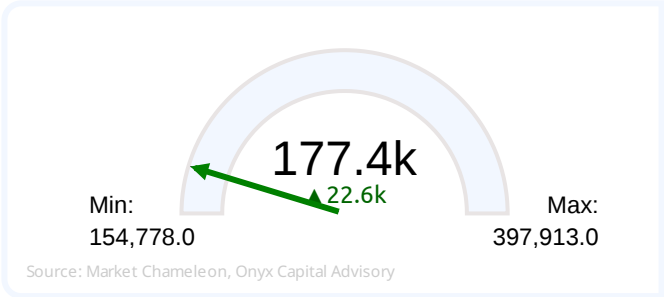 177.4k
▲22.6k
Min:
154,778.0
Max:
397,913.0
Source: Market Chameleon, Onyx Capital Advisory